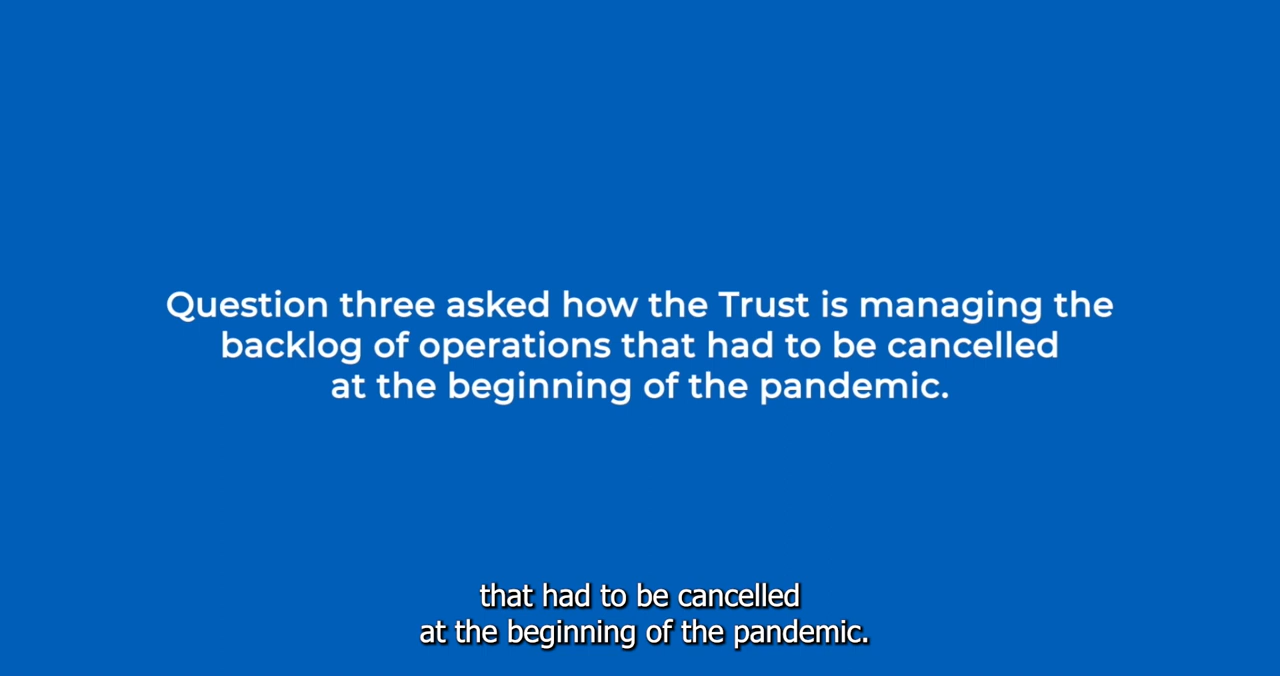 Question three asked how the Trust is managing the
backlog of operations that had to be cancelled
at the beginning of the pandemic.
that had to be cancelled
at the beginning of the pandemic.